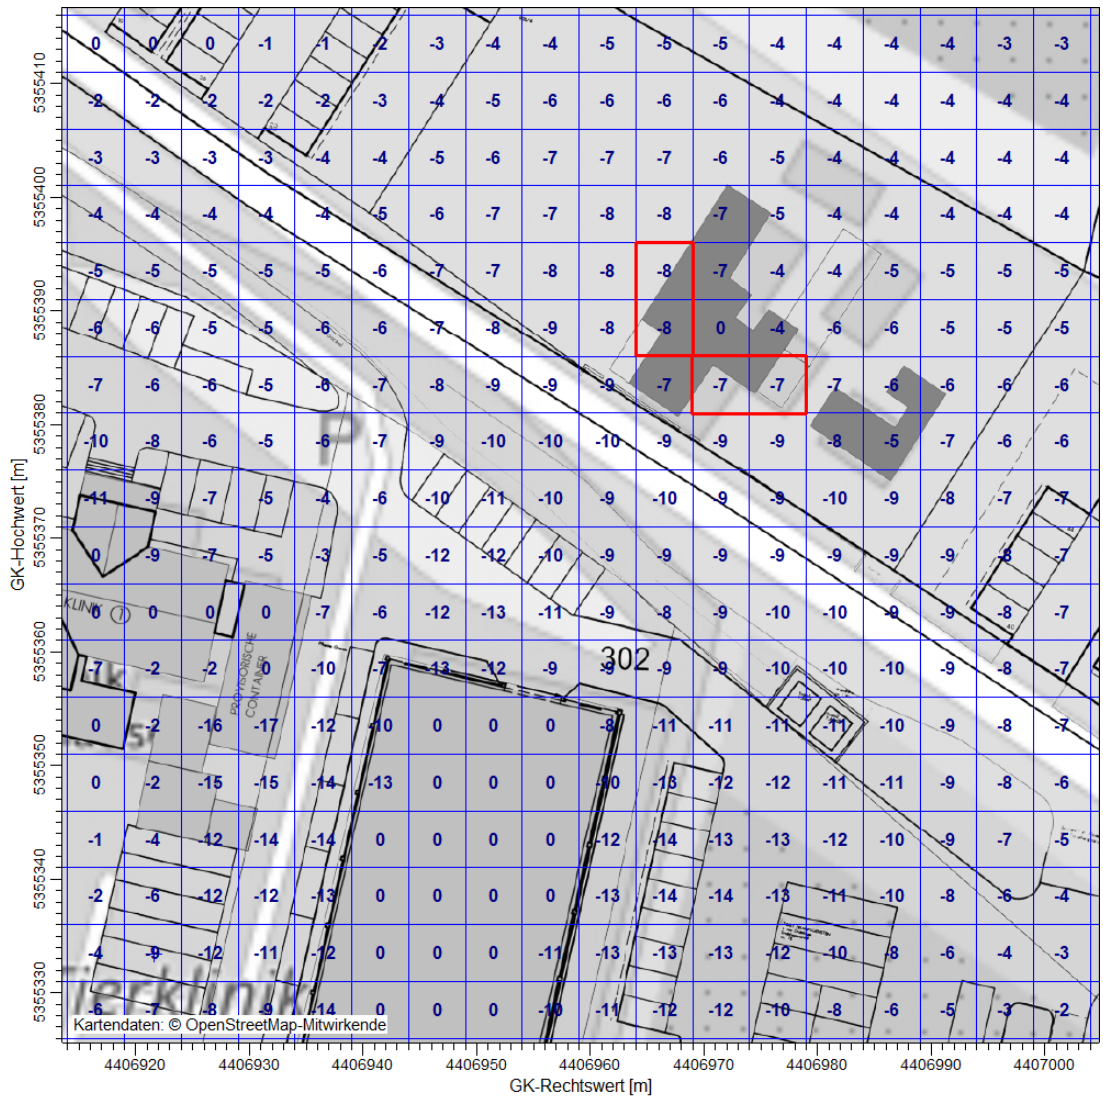 0 0 0 -1 -1 -2 -3 -4 -4 -5 -5 -5 -4 -4 -4 -4 -3 -3
5355410
-2 -2 -2 -2 -2 -3 -4 -5 -6 -6 -6 -6 -4 -4 -4 -4 -4 -4
-3 -3 -3 -3 -4 -4 -5 -6 -7 -7 -7 -6 -5 -4 -4 -4 -4
5355400
-4 -4 -4 -4 -4 -5 -6 -7 -7 -8 -8 -7 -5 -4 -4 -4 -4 -4
-5 -5 -5 -5 -5 -6 -7 -7 -8 -8 -8 -7 -4 -4 -5 -5 -5 -5
5355390
-6 -6 -5 -5 -6 -6 -7 -8 -9 -8 -8 0 -4 -6 -6 -5 -5 -5
-7 -6 -6 -5 -6 -7 -8 -9 -9 -9 -7 -7 -7 -7 -6 -6 -6 -6
5355380
-10 -8 -6 -5 -6 -7 -9 -10 -10 -10 -9 -9 -9 -8 -5 -7 -6 -6
P
-11 -9 -7 -5 -4 -6 -10 -11 -10 -9 -10 -9 -9 -10 -9 -8 -7 -7
5355370
0 -9 -7 -5 -3 -5 -12 -12 -10 -9 -9 -9 -9 -9 -9 -9 -8 -7
0 0 0 0 -7 -6 -12 -13 -11 -9 -8 -9 -10 -10 -9 -9 -8 -7
KLINIK 1
5355360
302
-7 -2 -2 0 -10 -7 -13 -12 -9 -9 -9 -9 -10 -10 -10 -9 -8 -7
PROVISORISCHE
CONTAINER
0 -2 -16 -17 -12 -10 0 0 0 -8 -11 -11 -11 -11 -10 -9 -8 -7
5355350
0 -2 -15 -15 -14 -13 0 0 0 -80 -13 -12 -12 -11 -11 -9 -8 -6
-1 -4 -12 -14 -14 0 0 0 0 -12 -14 -13 -13 -12 -10 -9 -7 -5
5355340
-2 -6 -12 -12 -13 0 0 0 0 -13 -14 -14 -13 -11 -10 -8 -6 -4
-4 -9 -12 -11 -12 0 0 0 -11 -13 -13 -13 -12 -10 -8 -6 -4 -3
5355330
Tierklinik
-6 -7 -8 -9 -14 0 0 0 -10 -11 -12 -12 -10 -8 -6 -5 -3 -2
Kartendaten: © OpenStreetMap-Mitwirkende
4406920 4406930 4406940 4406950 4406960 4406970 4406980 4406990 4407000
GK-Rechtswert [m]
GK-Hochwert [m]